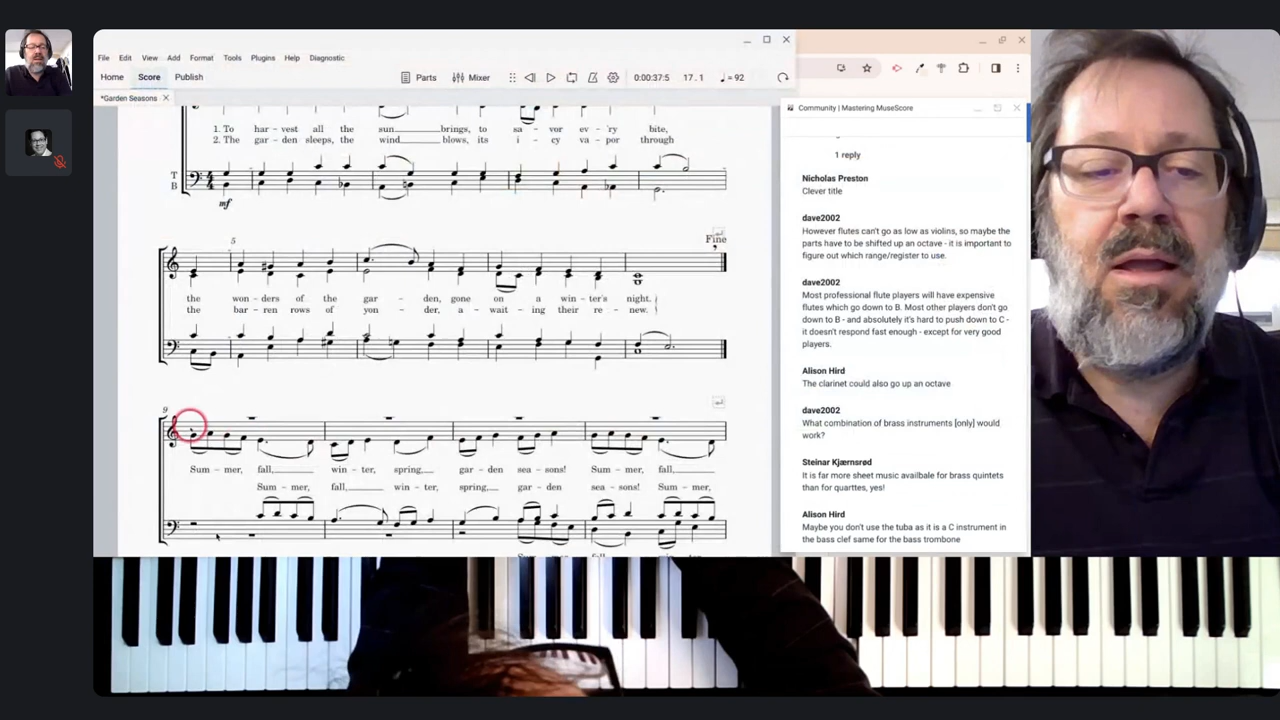 File Edit View Add Format Tools Plugins Help Diagnostic
Home Score Publish Parts Mixer 0:00:37:5 17 . 1 = 92
*Garden Seasons
Community | Mastering MuseScore
1. To har – vest all the sun brings, to sa – vor ev – 'ry bite,
2. The gar – den sleeps, the wind blows, its i – cy va – por through
T
B
4
4
mf
5
Fine
the won – ders of the gar – den, gone on a win – ter's night.
the bar – ren rows of yon – der, a – wait – ing their re – new.
9
Sum – mer, fall, win – ter, spring, gar – den sea – sons! Sum – mer, fall,
Sum – mer, fall, win – ter, spring, gar – den sea – sons! Sum – mer,
1 reply
Nicholas Preston
Clever title
dave2002
However flutes can't go as low as violins, so maybe the
parts have to be shifted up an octave - it is important to
figure out which range/register to use.
dave2002
Most professional flute players will have expensive
flutes which go down to B. Most other players don't go
down to B - and absolutely it's hard to push down to C -
it doesn't respond fast enough - except for very good
players.
Alison Hird
The clarinet could also go up an octave
dave2002
What combination of brass instruments [only] would
work?
Steinar Kjærnsrød
It is far more sheet music availbale for brass quintets
than for quarttes, yes!
Alison Hird
Maybe you don't use the tuba as it is a C instrument in
the bass clef same for the bass trombone